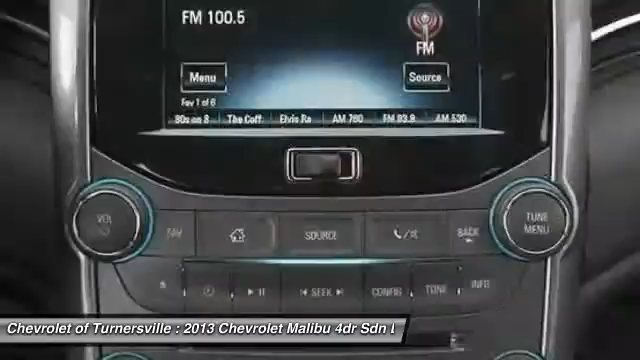 FM 100.5
FM
Menu
Source
Fav 1 of 6
80s on 8 The Coff: Elvis Ra AM 760 FM 93.9 AM 530
VOL
FAV
SOURCE
BACK
TUNE
MENU
SEEK
CONFIG
TONE
INFO
Chevrolet of Turnersville : 2013 Chevrolet Malibu 4dr Sdn L